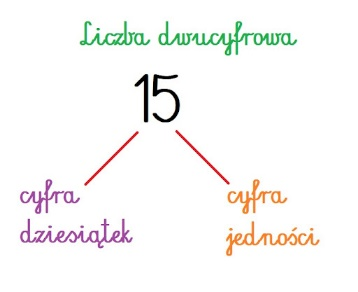 Liczba dwucyfrowa
15
cyfra
dziesiątek
cyfra
jedności